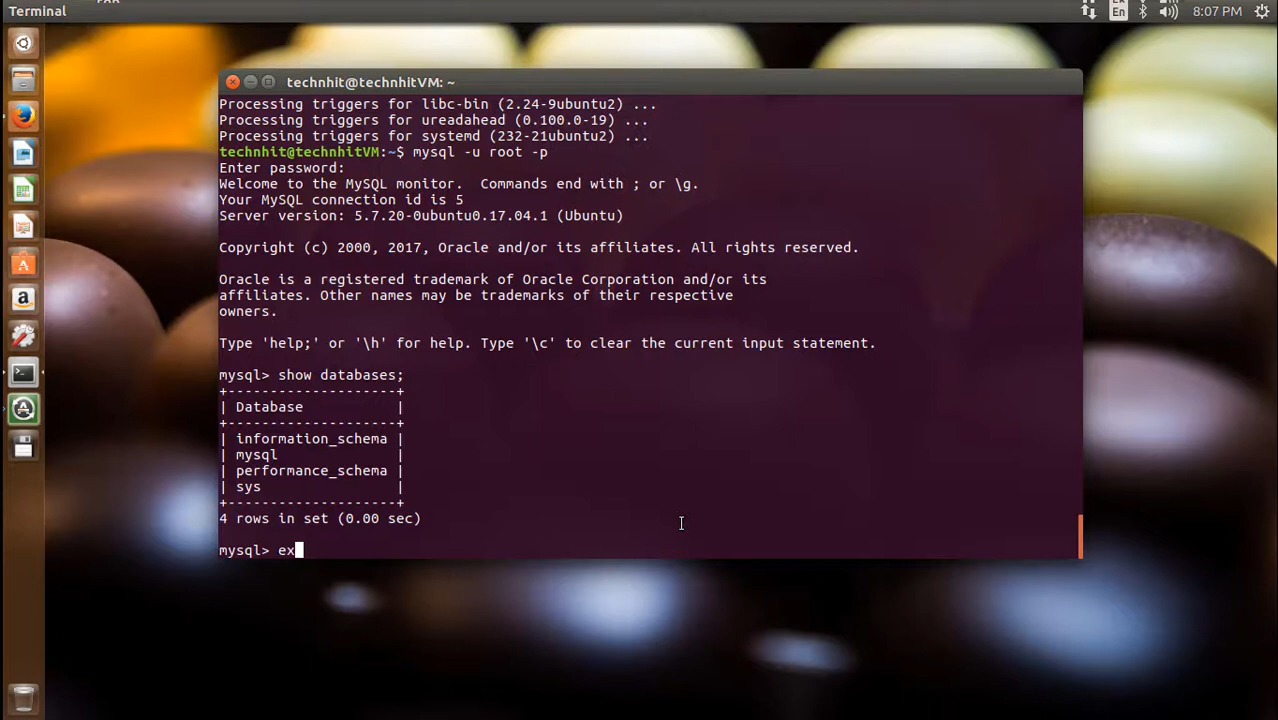 Terminal
En
8:07 PM
technhit@technhitVM: ~
Processing triggers for libc-bin (2.24-9ubuntu2) ...
Processing triggers for ureadahead (0.100.0-19) ...
Processing triggers for systemd (232-21ubuntu2) ...
technhit@technhitVM:~$ mysql -u root -p
Enter password:
Welcome to the MySQL monitor.  Commands end with ; or \g.
Your MySQL connection id is 5
Server version: 5.7.20-0ubuntu0.17.04.1 (Ubuntu)
Copyright (c) 2000, 2017, Oracle and/or its affiliates. All rights reserved.
Oracle is a registered trademark of Oracle Corporation and/or its
affiliates. Other names may be trademarks of their respective
owners.
Type 'help;' or '\h' for help. Type '\c' to clear the current input statement.
mysql> show databases;
+--------------------+
| Database           |
+--------------------+
| information_schema |
| mysql              |
| performance_schema |
| sys                |
+--------------------+
4 rows in set (0.00 sec)
mysql> ex